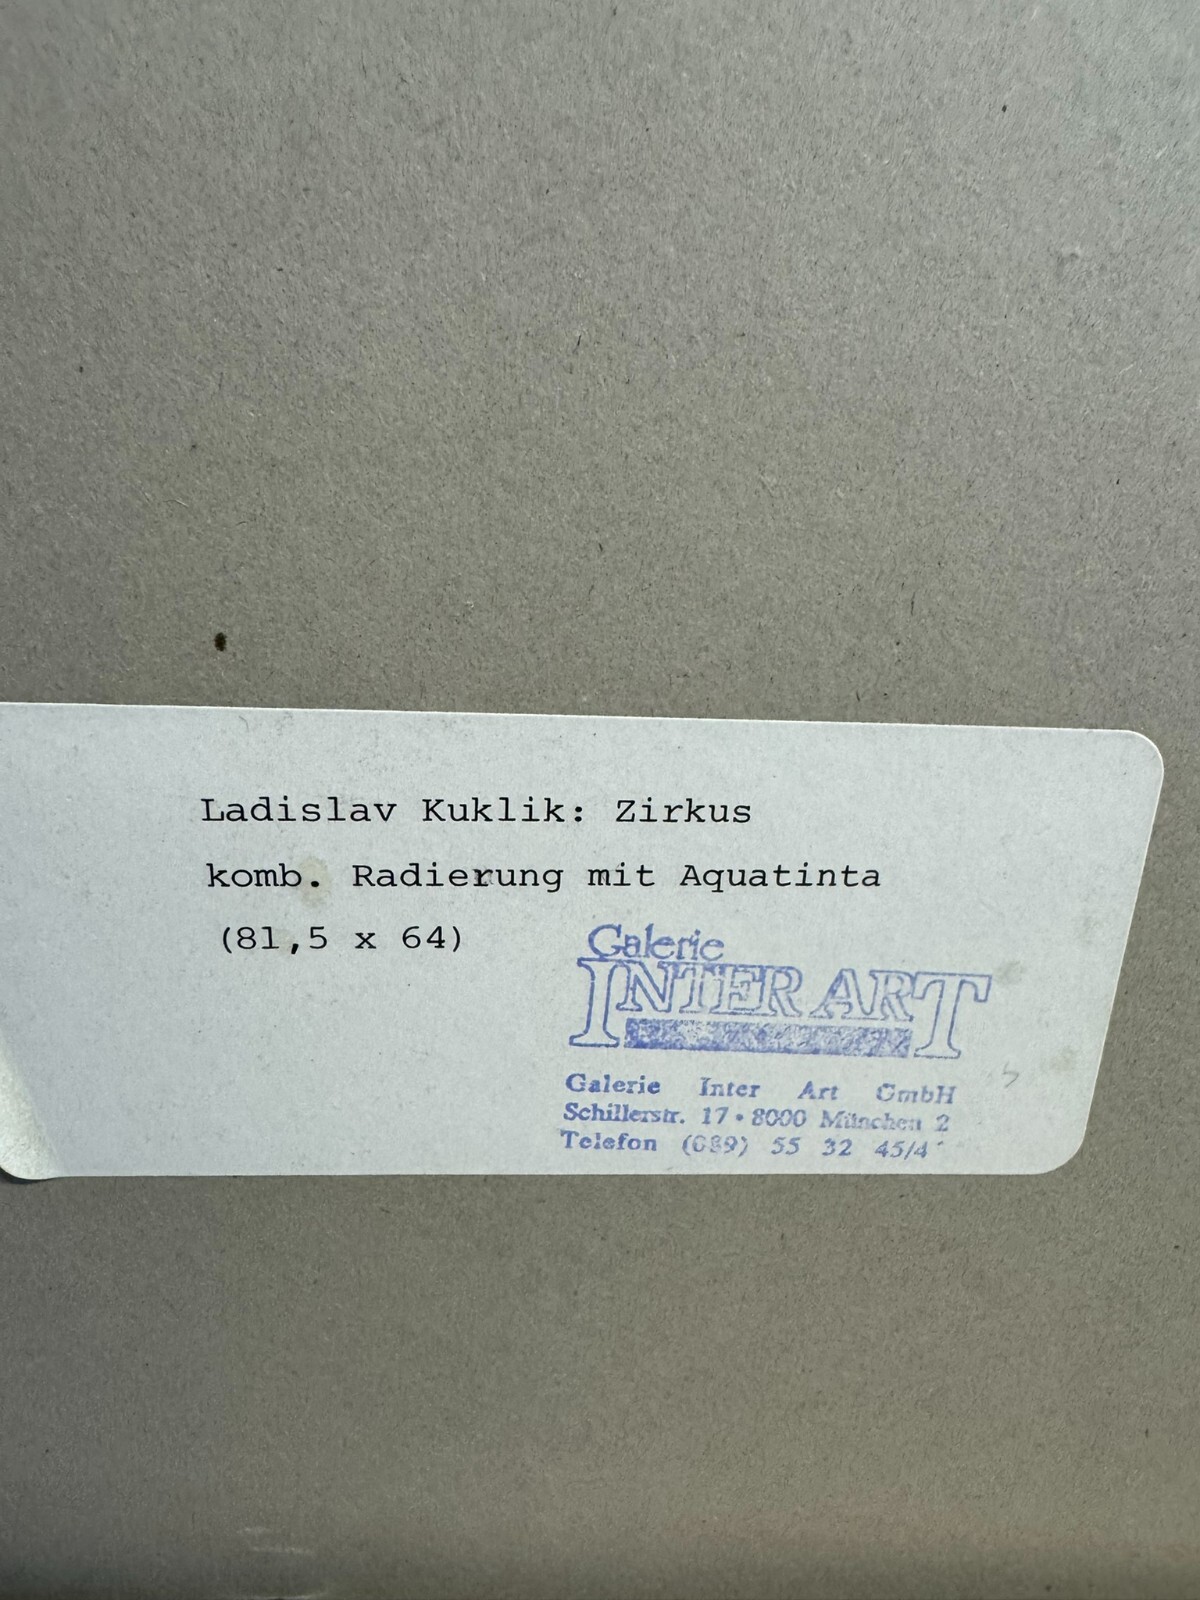 Ladislav Kuklik: Zirkus
komb. Radierung mit Aquatinta
(81,5 x 64)
Galerie
INTER ART
Galerie Inter Art GmbH
Schillerstr. 17 • 8000 München 2
Telefon (089) 55 32 45/4